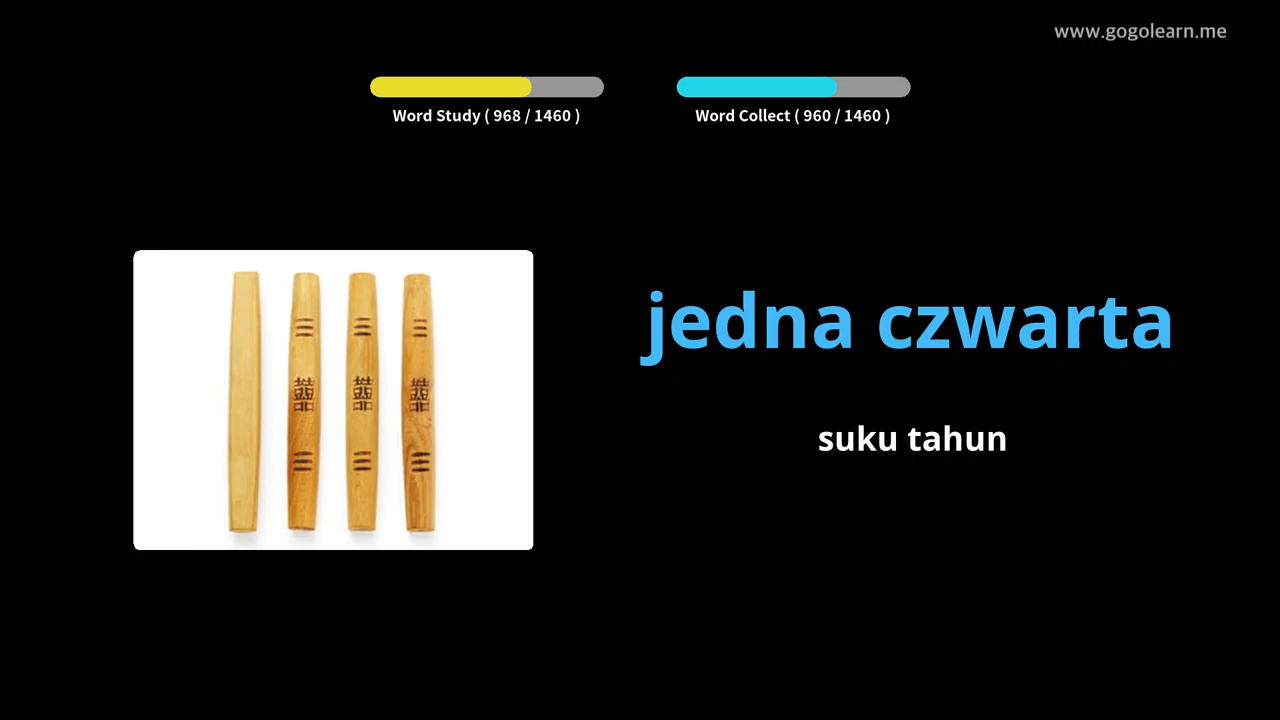 www.gogolearn.me
Word Study ( 968 / 1460 )
Word Collect ( 960 / 1460 )
jedna czwarta
suku tahun